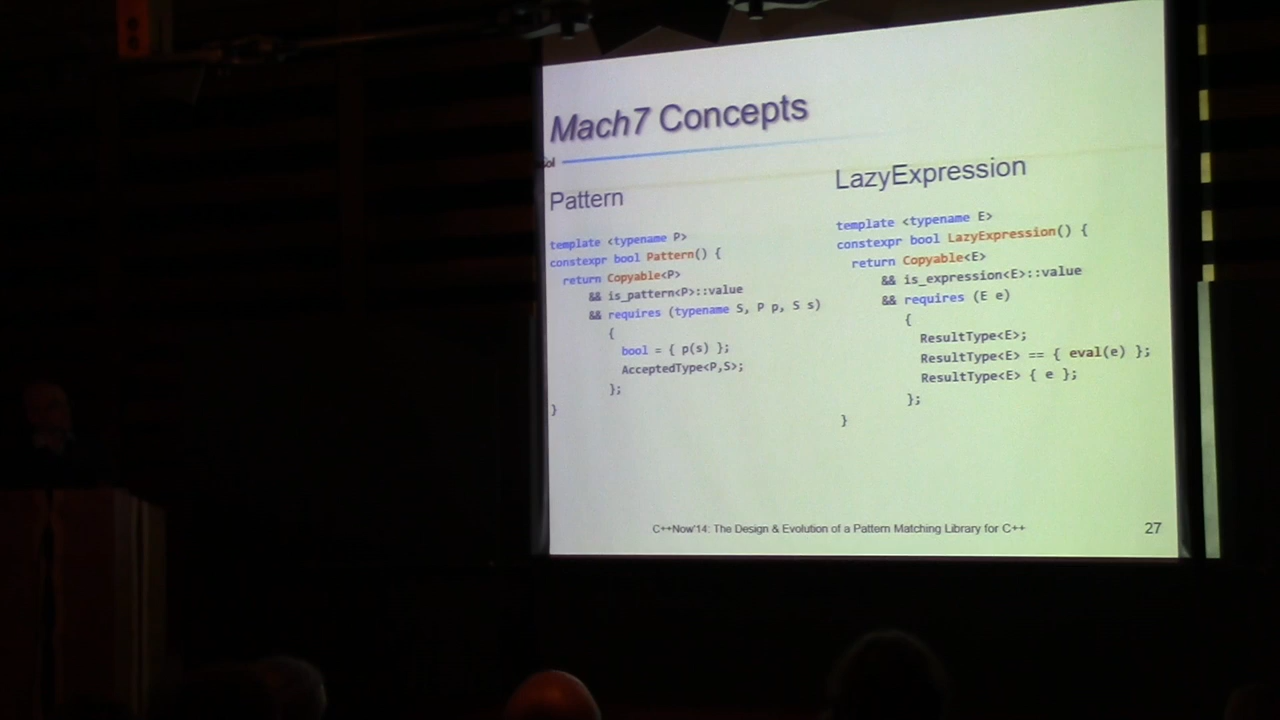 Mach7 Concepts
Pattern
template <typename P>
constexpr bool Pattern() {
return Copyable<P>
&& is_pattern<P>::value
&& requires (typename S, P p, S s)
{
bool = { p(s) };
AcceptedType<P,S>;
};
}
LazyExpression
template <typename E>
constexpr bool LazyExpression() {
return Copyable<E>
&& is_expression<E>::value
&& requires (E e)
{
ResultType<E>;
ResultType<E> == { eval(e) };
ResultType<E> { e };
};
}
C++Now'14: The Design & Evolution of a Pattern Matching Library for C++
27